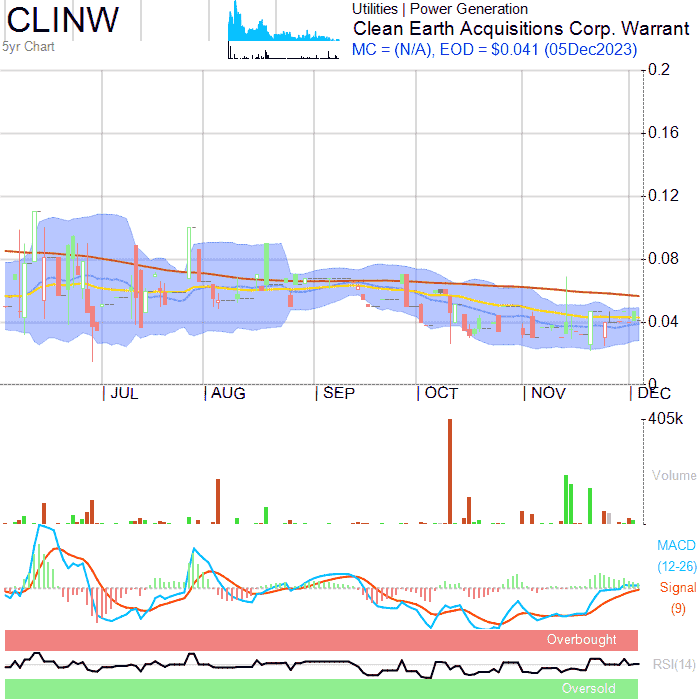 CLINW
5yr Chart
Utilities | Power Generation
Clean Earth Acquisitions Corp. Warrant
MC = (N/A), EOD = $0.041 (05Dec2023)
0.2
0.16
0.12
0.08
0.04
0
JUL AUG SEP OCT NOV DEC
405k
Volume
MACD
(12-26)
Signal
(9)
Overbought
RSI(14)
Oversold